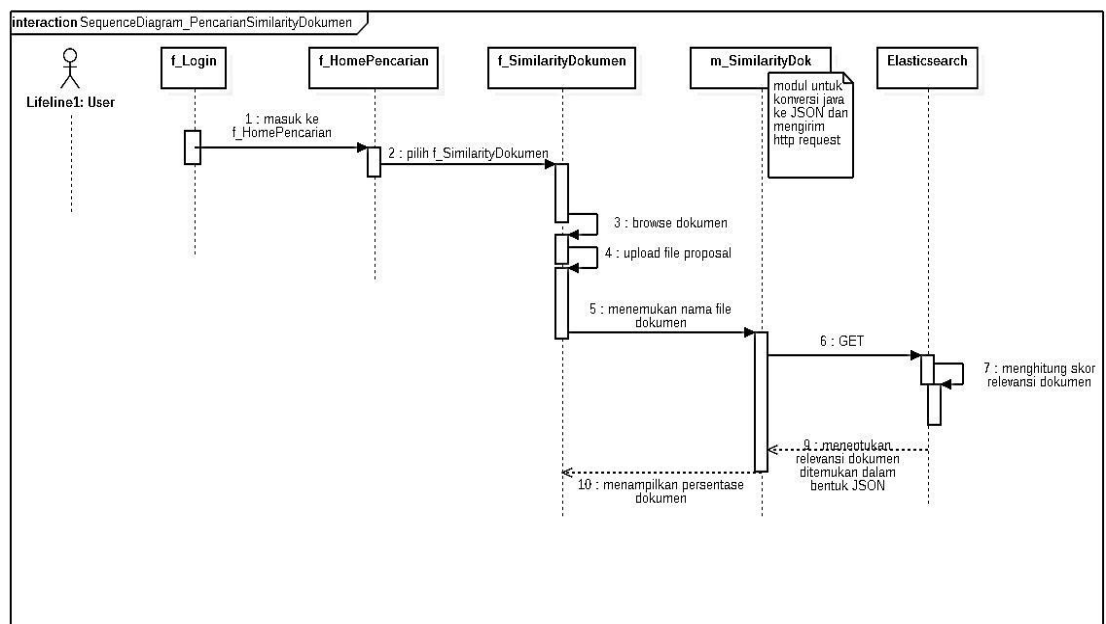 interaction SequenceDiagram_PencarianSimilarityDokumen
Lifeline1: User
f_Login
f_HomePencarian
f_SimilarityDokumen
m_SimilarityDok
Elasticsearch
modul untuk
konversi java
ke JSON dan
mengirim
http request
1 : masuk ke
f_HomePencarian
2 : pilih f_SimilarityDokumen
3 : browse dokumen
4 : upload file proposal
5 : menemukan nama file
dokumen
6 : GET
7 : menghitung skor
relevansi dokumen
9 : menentukan
relevansi dokumen
ditemukan dalam
bentuk JSON
10 : menampilkan persentase
dokumen